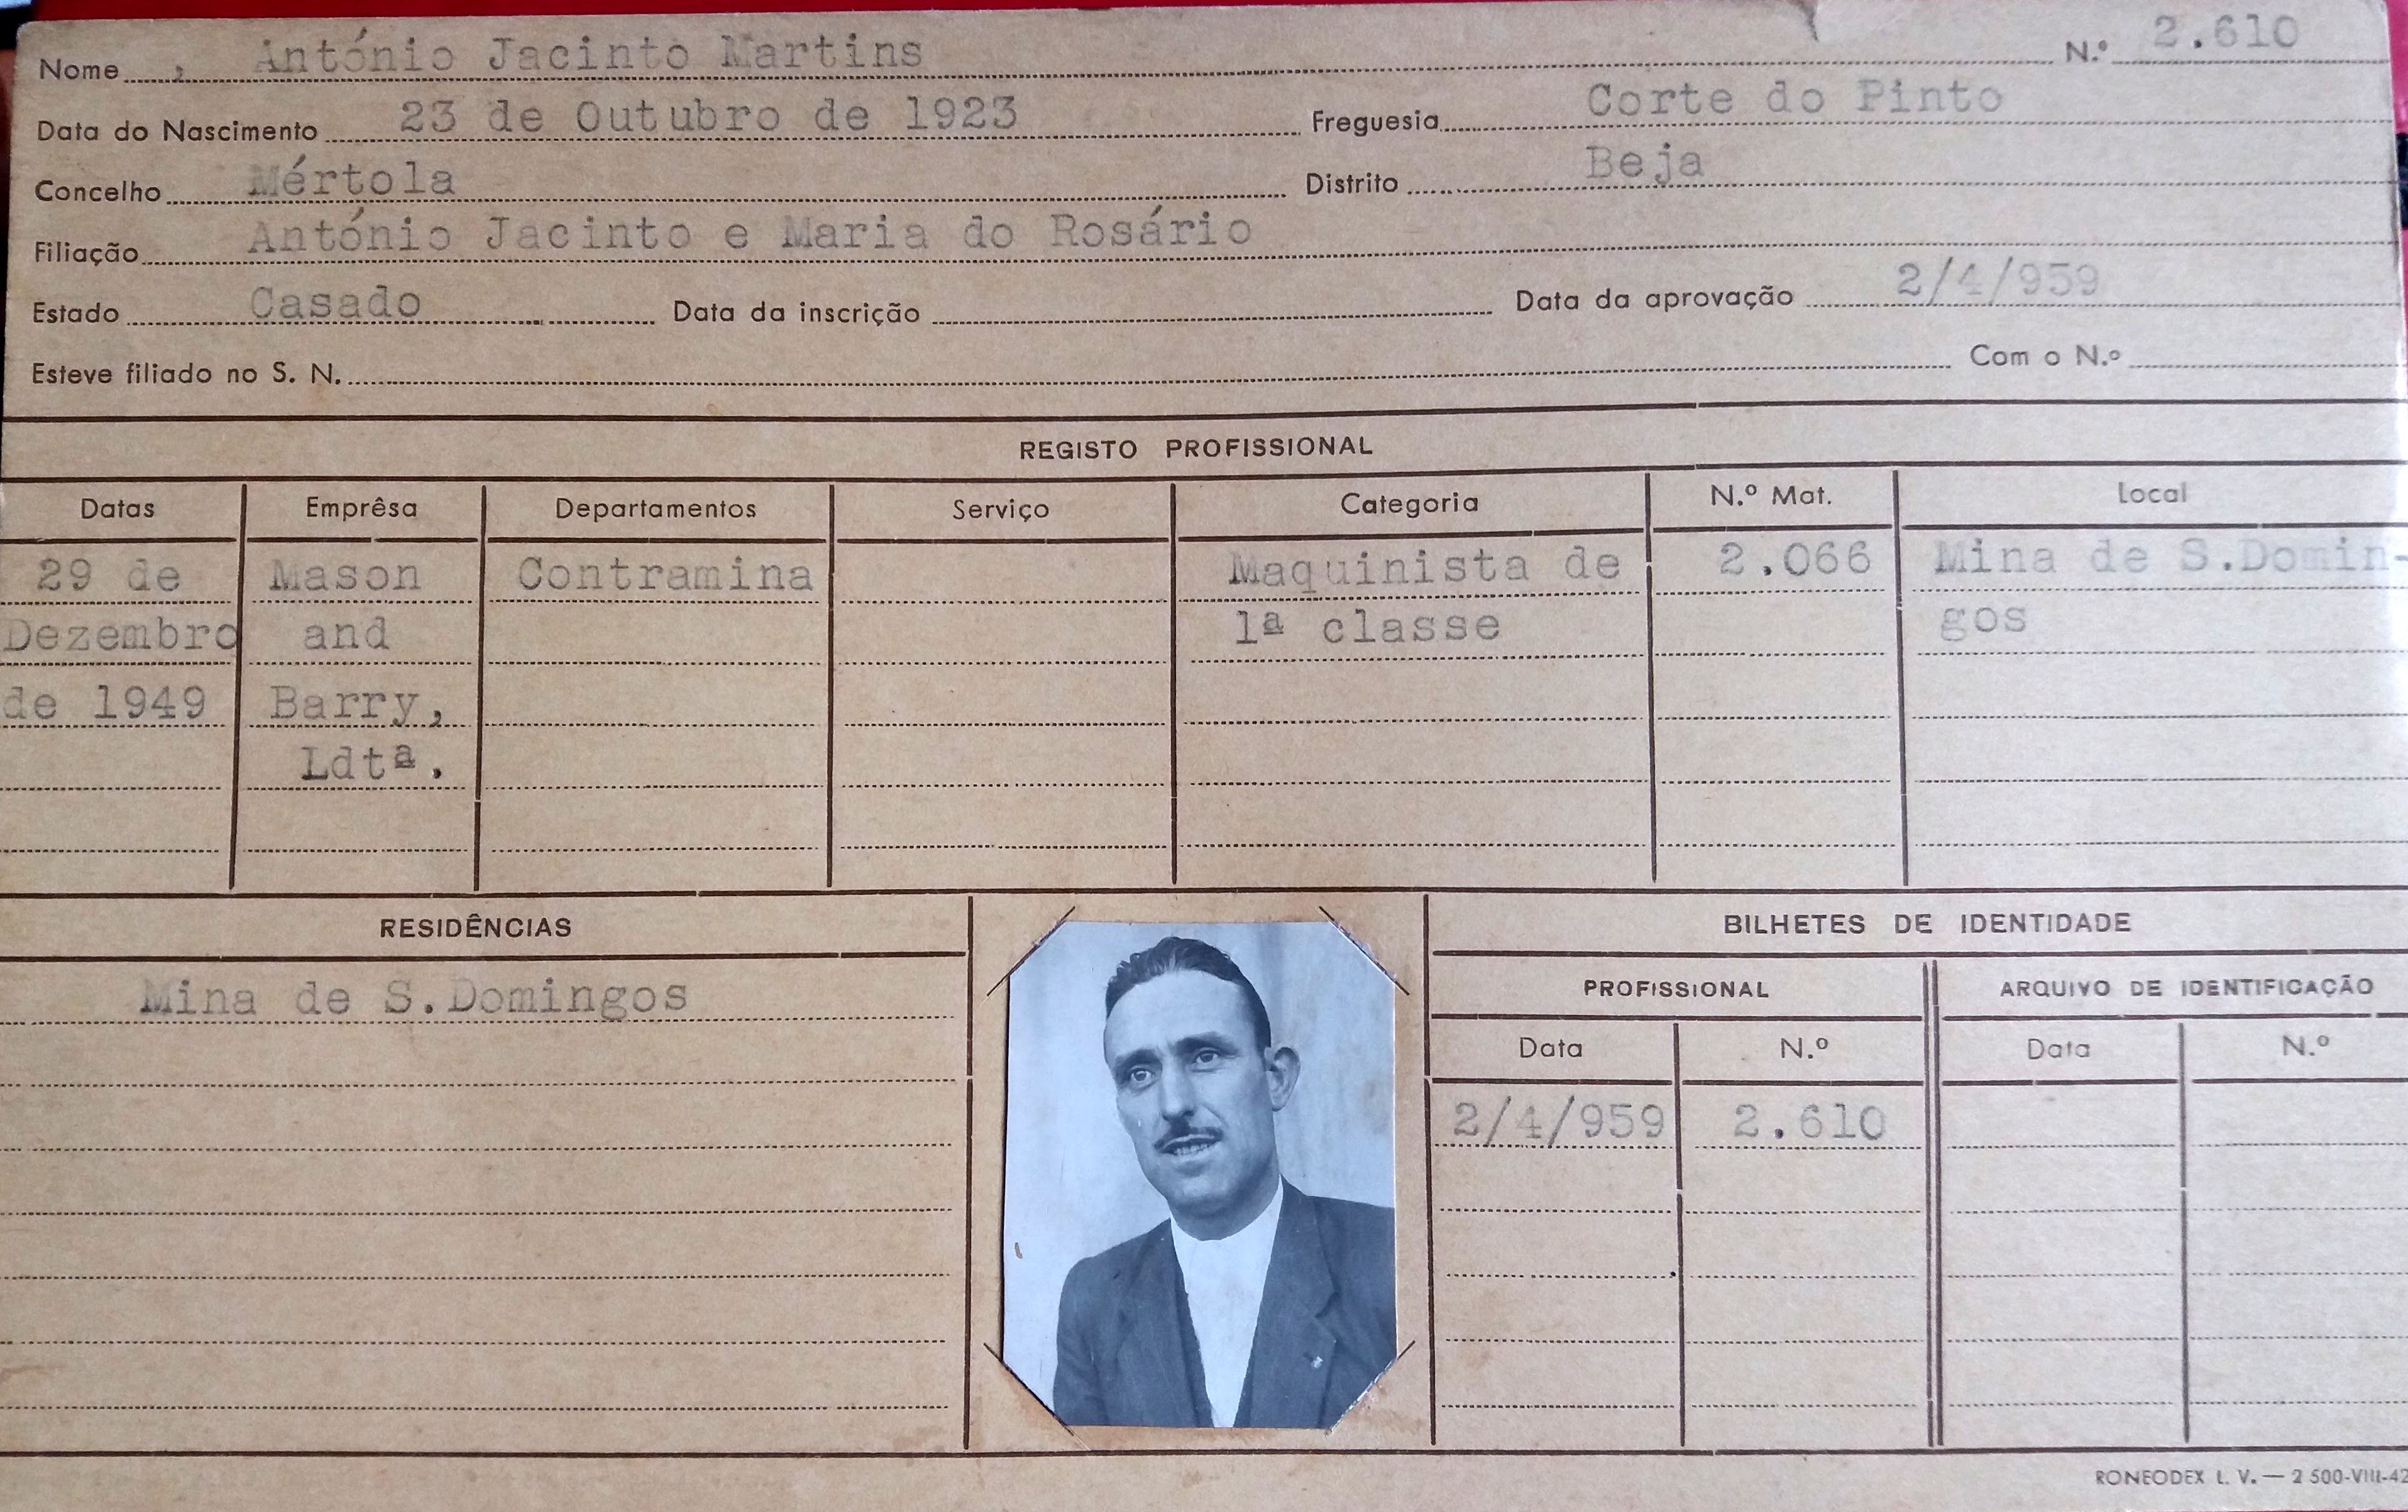 Nome , António Jacinto Martins N.º 2.610
Data do Nascimento 23 de Outubro de 1923 Freguesia Corte do Pinto
Concelho Mértola Distrito Beja
Filiação António Jacinto e Maria do Rosário
Estado Casado Data da inscrição Data da aprovação 2/4/959
Esteve filiado no S. N. Com o N.º
REGISTO PROFISSIONAL
Datas Emprêsa Departamentos Serviço Categoria N.º Mat. Local
29 de Mason Contramina Maquinista de 2.066 Mina de S.Domin-
Dezembro and 1ª classe gos
de 1949 Barry,
Ldtª.
RESIDÊNCIAS BILHETES DE IDENTIDADE
Mina de S.Domingos PROFISSIONAL ARQUIVO DE IDENTIFICAÇÃO
Data N.º Data N.º
2/4/959 2.610
RONEODEX L. V. — 2 500-VIII-42